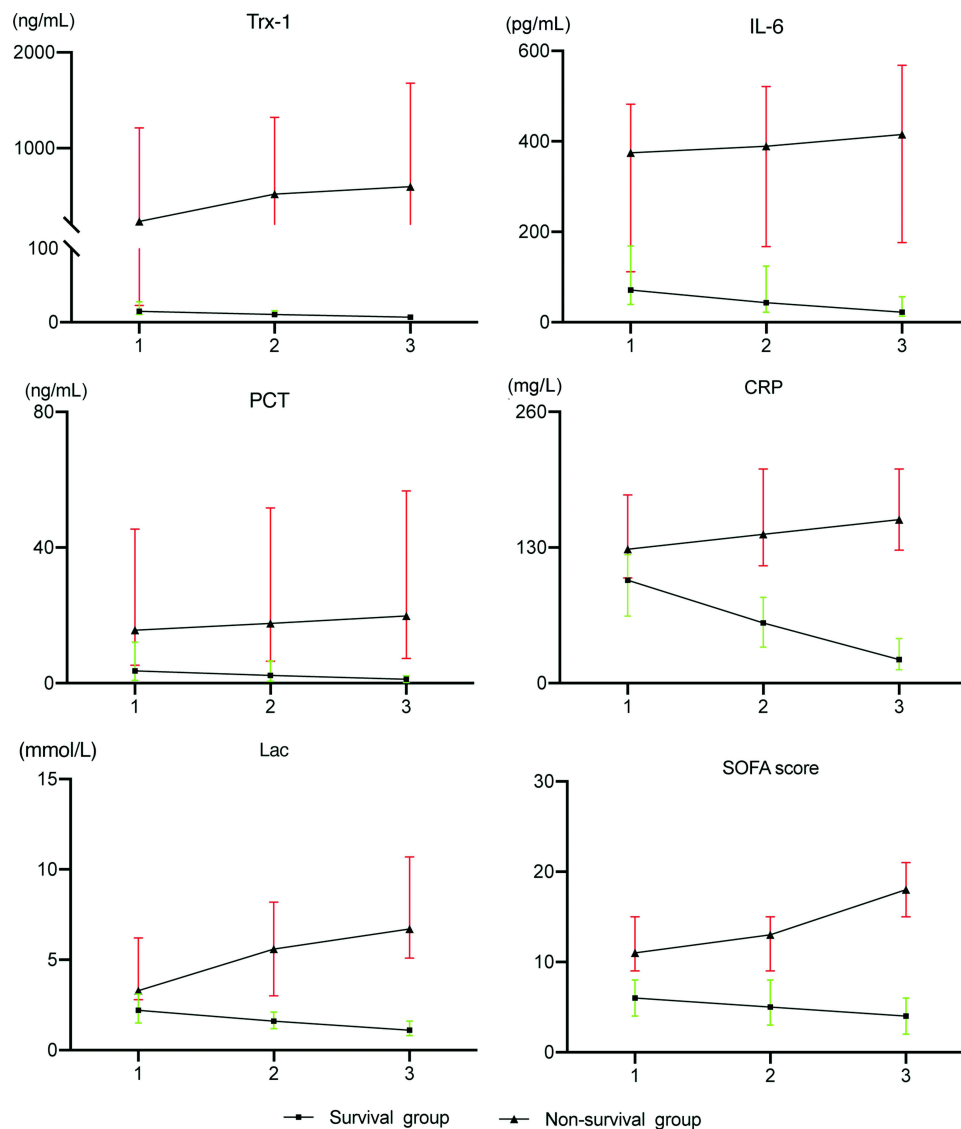 (ng/mL)
Trx-1
2000
1000
100
0
1 2 3
(pg/mL)
IL-6
600
400
200
0
1 2 3
(ng/mL)
PCT
80
40
0
1 2 3
(mg/L)
CRP
260
130
0
1 2 3
(mmol/L)
Lac
15
10
5
0
1 2 3
SOFA score
30
20
10
0
1 2 3
Survival group Non-survival group